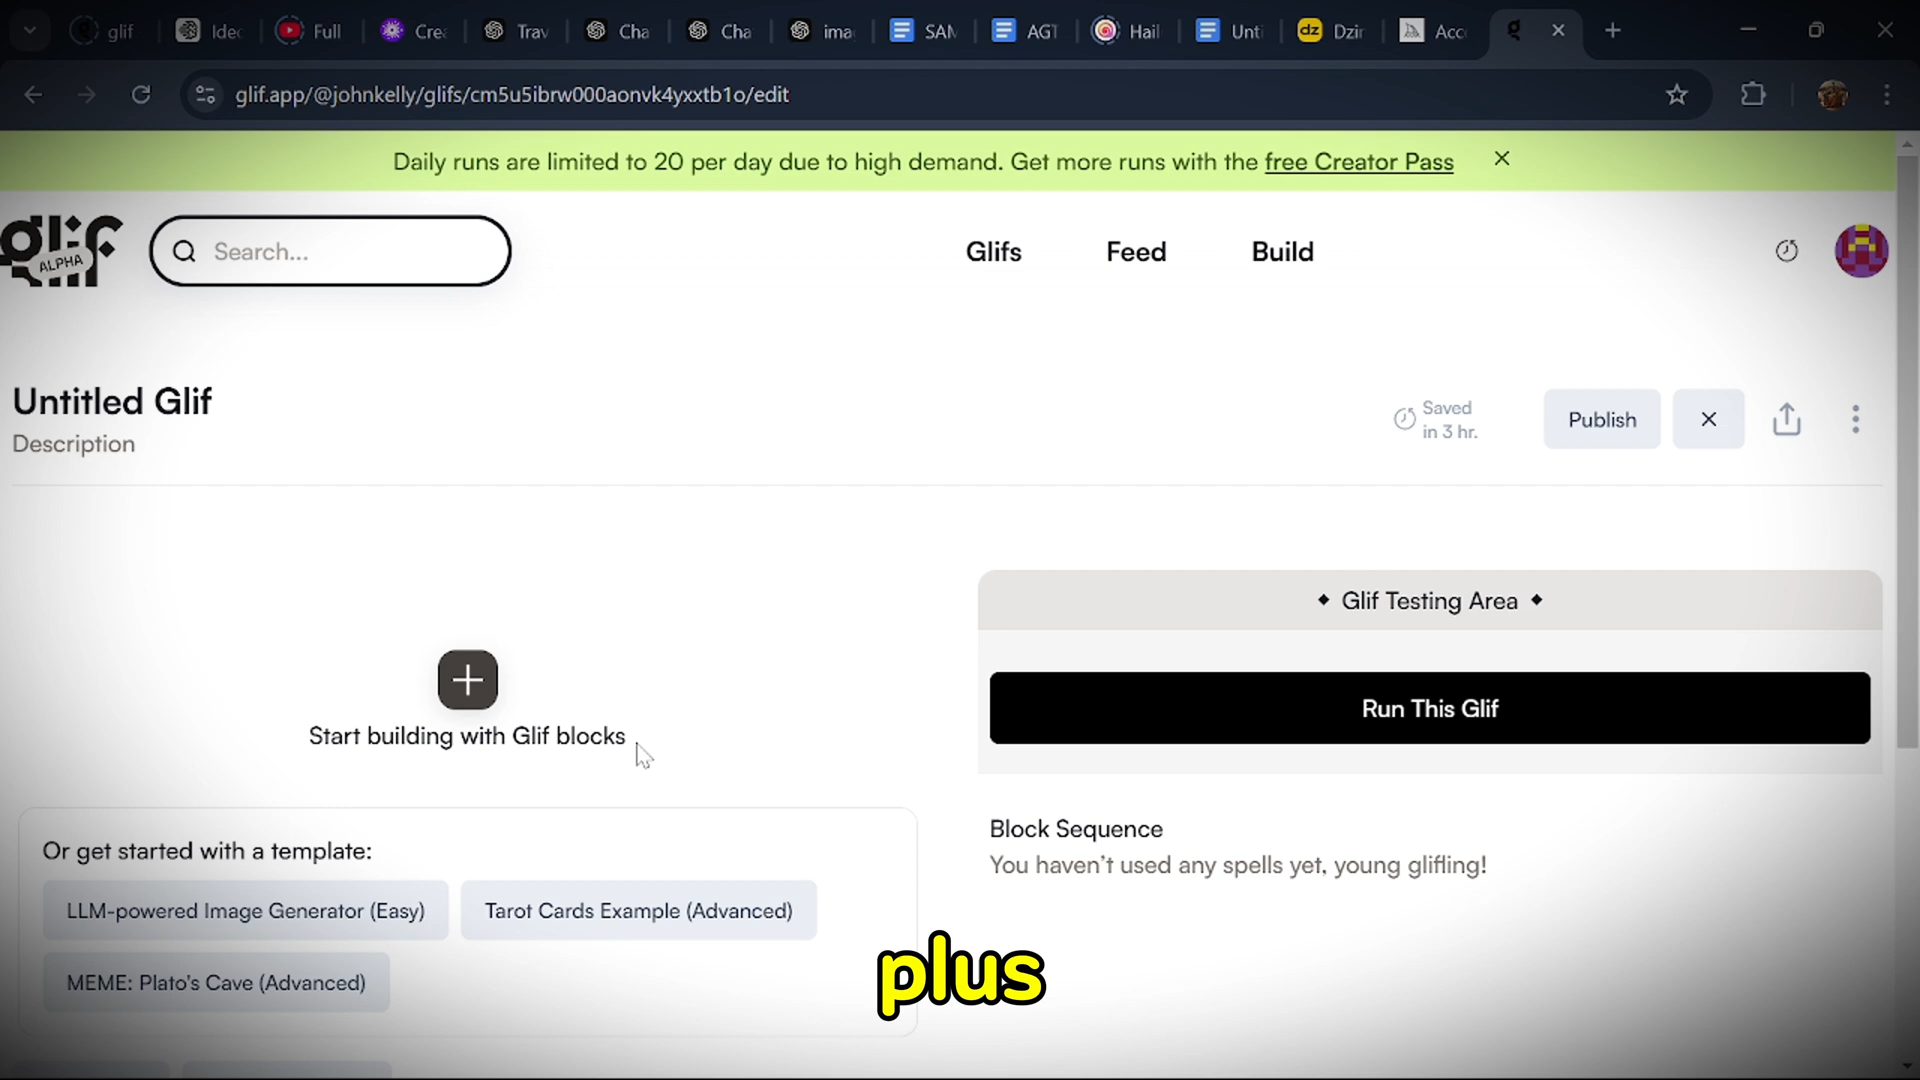 glif
Idec
Full
Crea
Trav
Cha
Cha
ima
SAM
AGT
Hail
Unti
dz
Dzir
Acc
glif.app/@johnkelly/glifs/cm5u5ibrw000aonvk4yxxtb1o/edit
Daily runs are limited to 20 per day due to high demand. Get more runs with the free Creator Pass
glif
ALPHA
Search...
Glifs
Feed
Build
Untitled Glif
Description
Saved
in 3 hr.
Publish
Glif Testing Area
Run This Glif
Start building with Glif blocks
Block Sequence
You haven't used any spells yet, young glifling!
Or get started with a template:
LLM-powered Image Generator (Easy)
Tarot Cards Example (Advanced)
MEME: Plato's Cave (Advanced)
plus